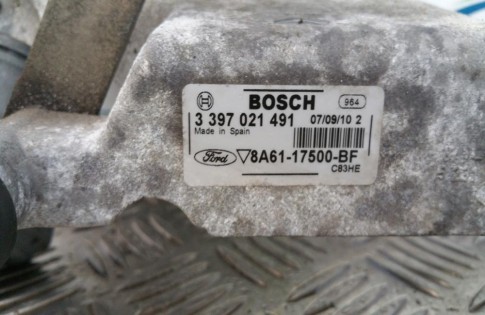 BOSCH 964
3 397 021 491 07/09/10 2
Made in Spain
Ford 8A61-17500-BF
C83HE